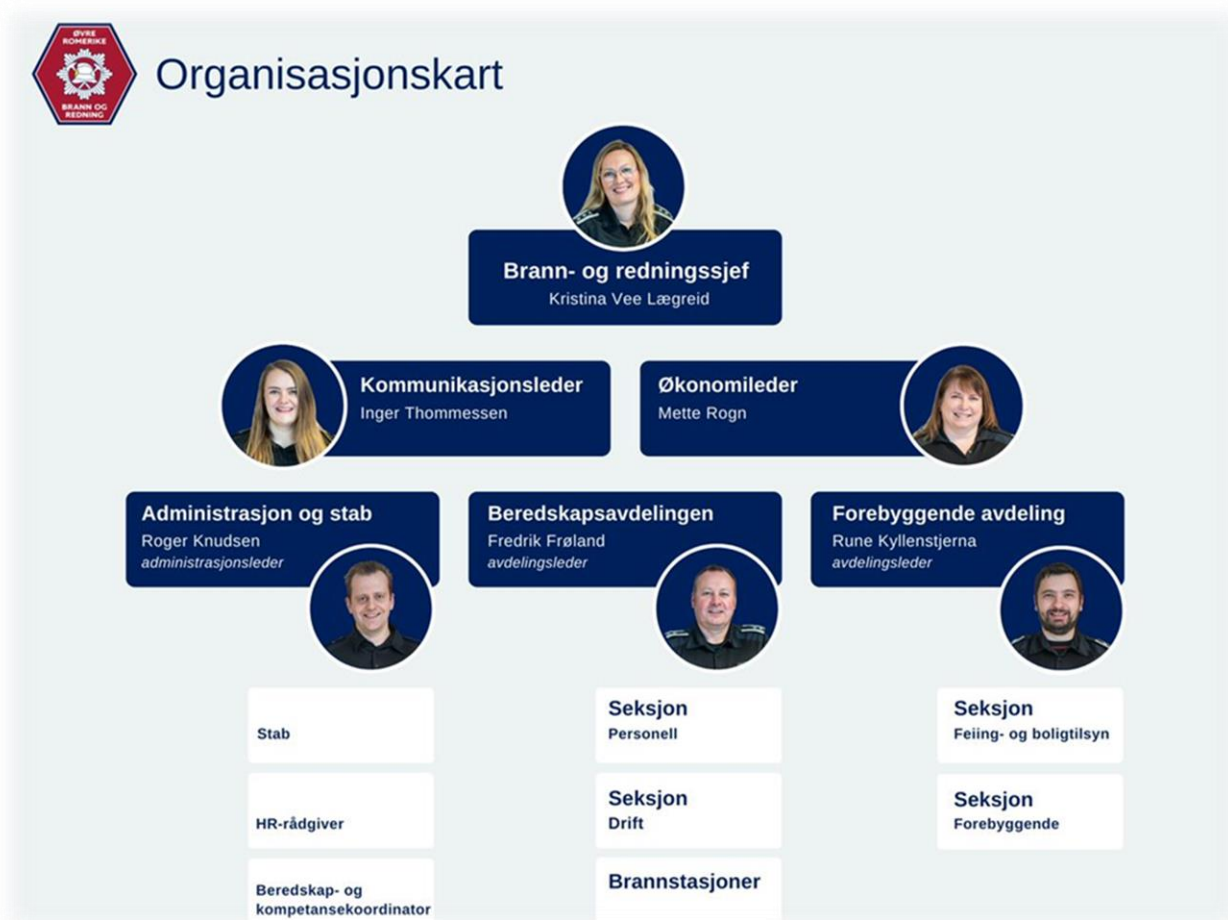 ØVRE
ROMERIKE
BRANN OG
REDNING
Organisasjonskart
Brann- og redningssjef
Kristina Vee Lægreid
Kommunikasjonsleder
Inger Thommessen
Økonomileder
Mette Rogn
Administrasjon og stab
Roger Knudsen
administrasjonsleder
Beredskapsavdelingen
Fredrik Frøland
avdelingsleder
Forebyggende avdeling
Rune Kyllenstjerna
avdelingsleder
Stab
HR-rådgiver
Beredskap- og
kompetansekoordinator
Seksjon
Personell
Seksjon
Drift
Brannstasjoner
Seksjon
Feiing- og boligtilsyn
Seksjon
Forebyggende